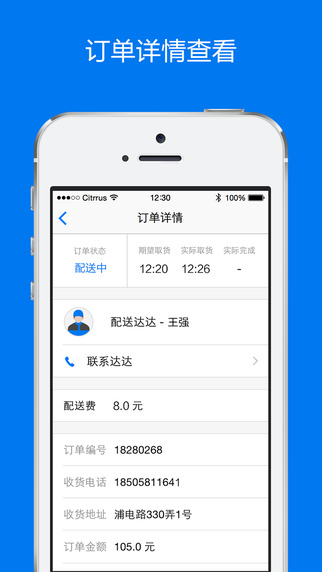 订单详情查看
Citrrus 12:30 100%
订单详情
订单状态 期望取货 实际取货 实际完成
配送中 12:20 12:26 -
配送达达 - 王强
联系达达
配送费 8.0 元
订单编号 18280268
收货电话 18505811641
收货地址 浦电路330弄1号
订单金额 105.0 元